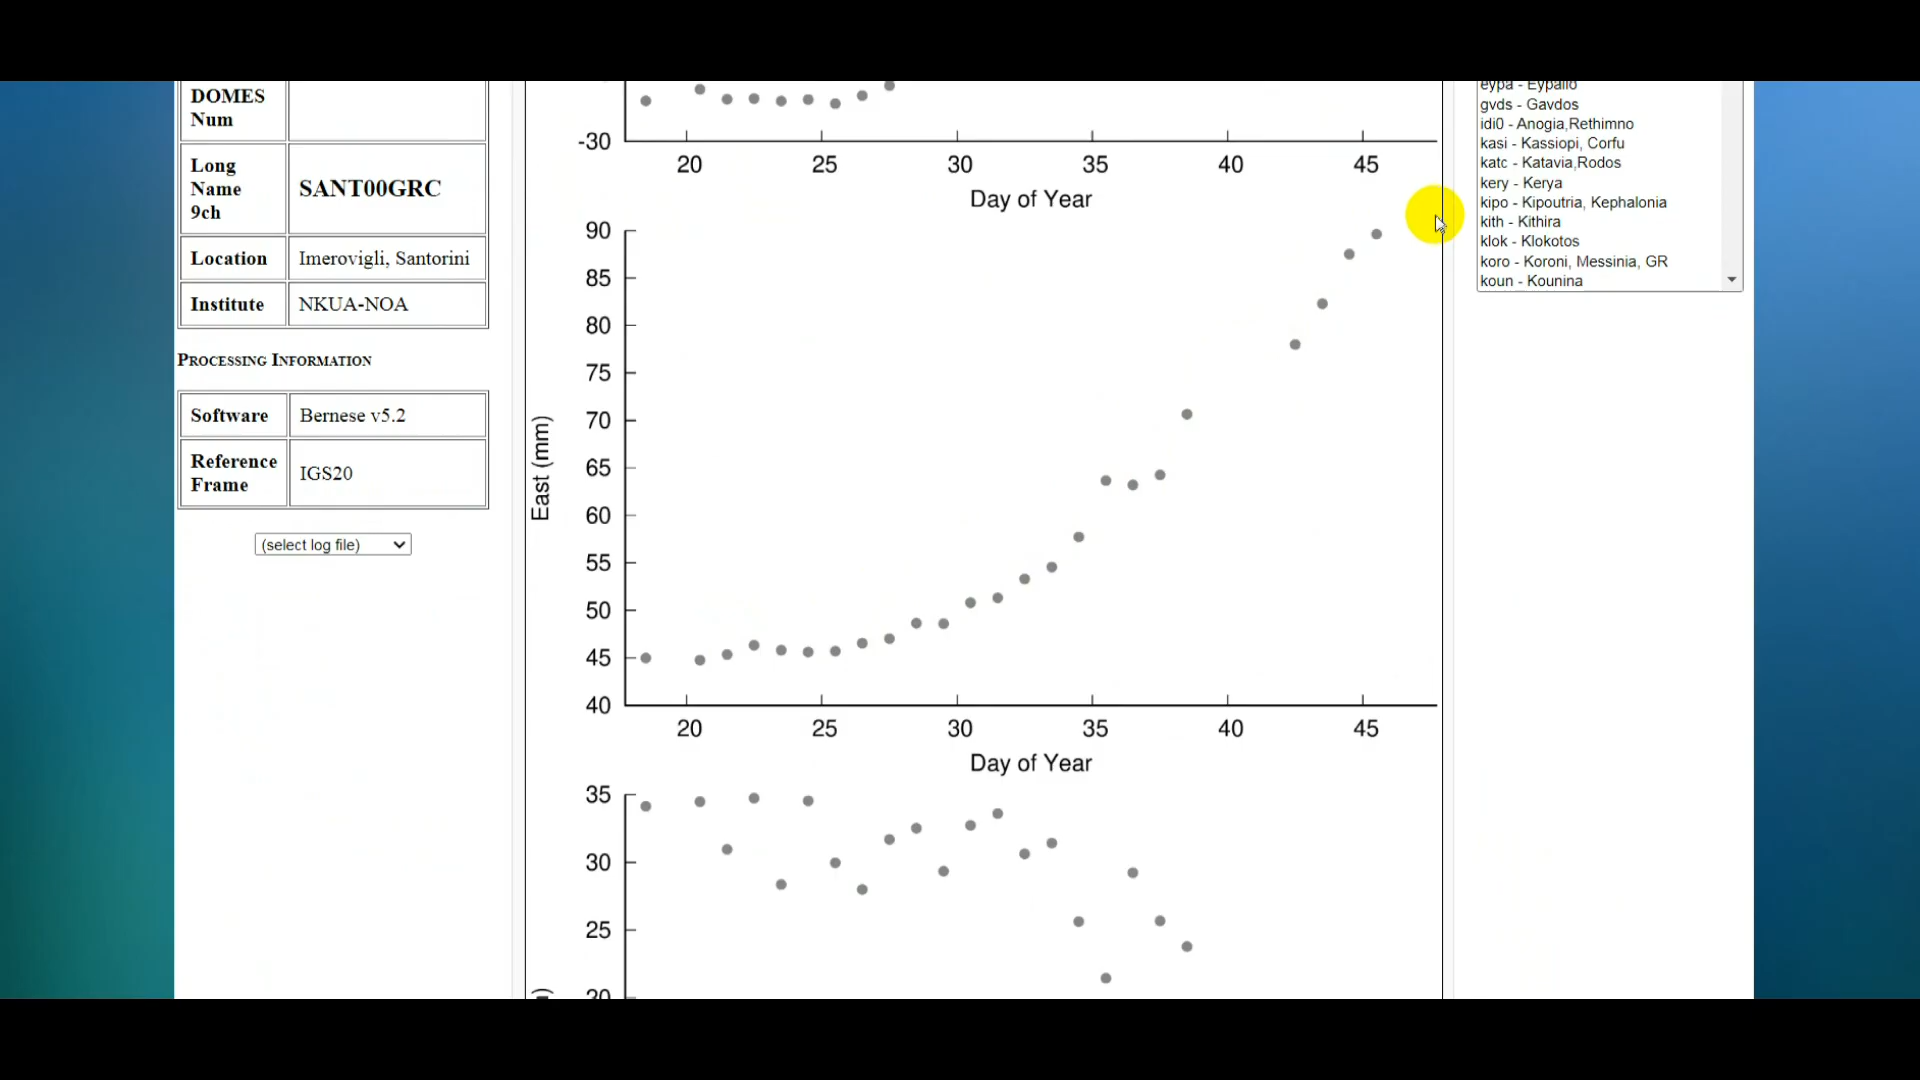 DOMES
Num
Long
Name
9ch
SANT00GRC
Location
Imerovigli, Santorini
Institute
NKUA-NOA
PROCESSING INFORMATION
Software
Bernese v5.2
Reference
Frame
IGS20
(select log file)
-30
20 25 30 35 40 45
Day of Year
90
85
80
75
70
65
60
55
50
45
40
East (mm)
20 25 30 35 40 45
Day of Year
35
30
25
eypa - Eypalio
gvds - Gavdos
idi0 - Anogia,Rethimno
kasi - Kassiopi, Corfu
katc - Katavia,Rodos
kery - Kerya
kipo - Kipoutria, Kephalonia
kith - Kithira
klok - Klokotos
koro - Koroni, Messinia, GR
koun - Kounina